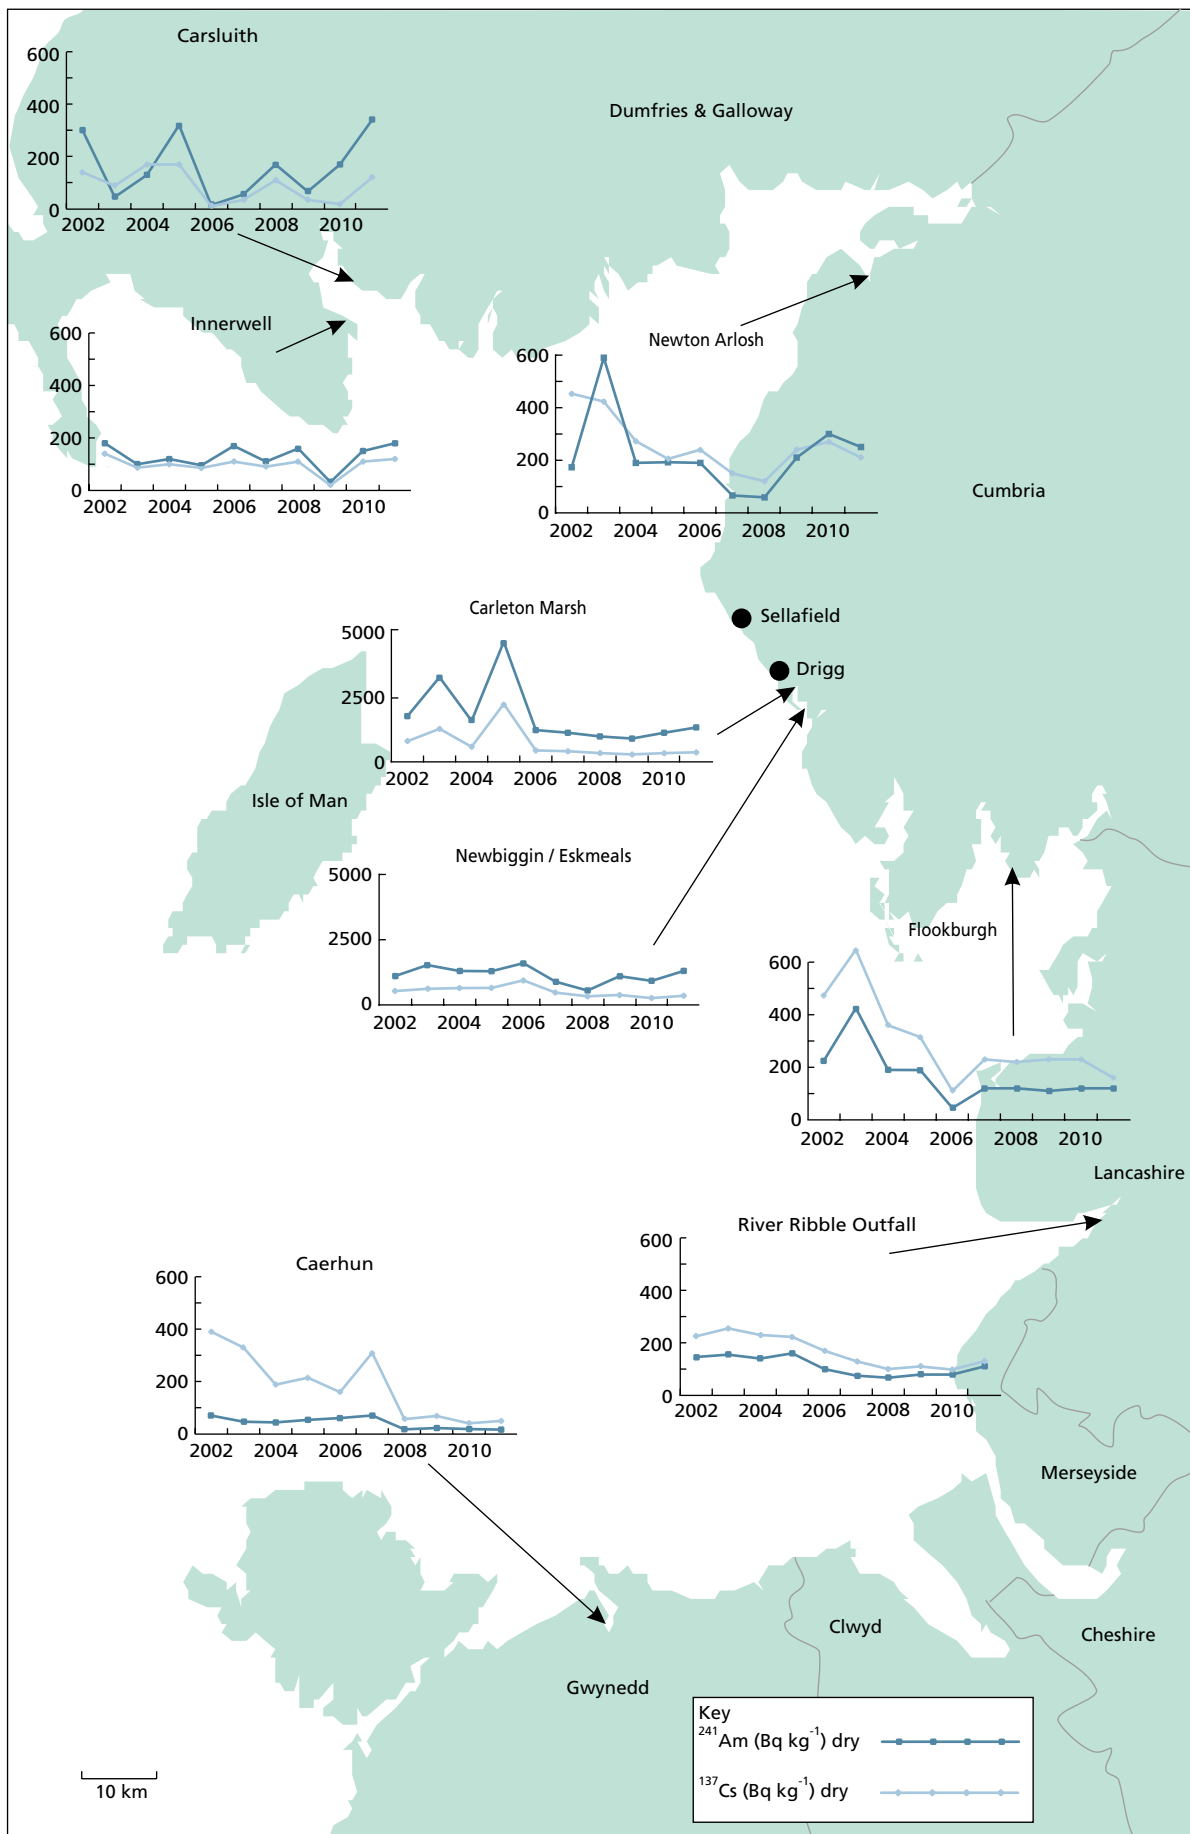 Carsluith
600
400
200
0
2002 2004 2006 2008 2010
Dumfries & Galloway
Innerwell
600
400
200
0
2002 2004 2006 2008 2010
Newton Arlosh
600
400
200
0
2002 2004 2006 2008 2010
Cumbria
Sellafield
Drigg
Carleton Marsh
5000
2500
0
2002 2004 2006 2008 2010
Isle of Man
Newbiggin / Eskmeals
5000
2500
0
2002 2004 2006 2008 2010
Flookburgh
600
400
200
0
2002 2004 2006 2008 2010
Lancashire
River Ribble Outfall
600
400
200
0
2002 2004 2006 2008 2010
Caerhun
600
400
200
0
2002 2004 2006 2008 2010
Merseyside
Clwyd
Cheshire
Gwynedd
Key
²⁴¹Am (Bq kg⁻¹) dry
¹³⁷Cs (Bq kg⁻¹) dry
10 km